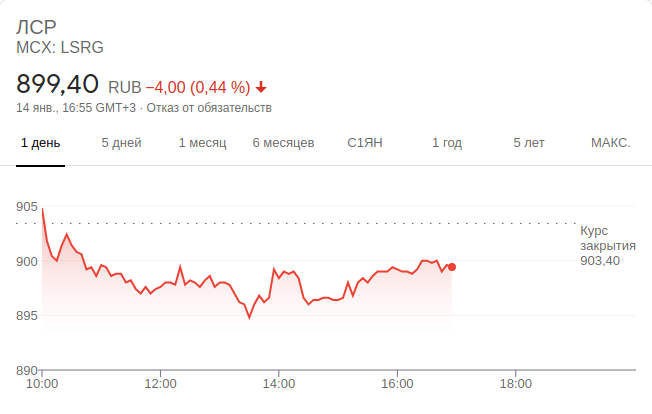 ЛСР
MCX: LSRG
899,40 RUB −4,00 (0,44 %)
14 янв., 16:55 GMT+3 · Отказ от обязательств
1 день 5 дней 1 месяц 6 месяцев С1ЯН 1 год 5 лет МАКС.
905
Курс
закрытия
903,40
900
895
890
10:00 12:00 14:00 16:00 18:00